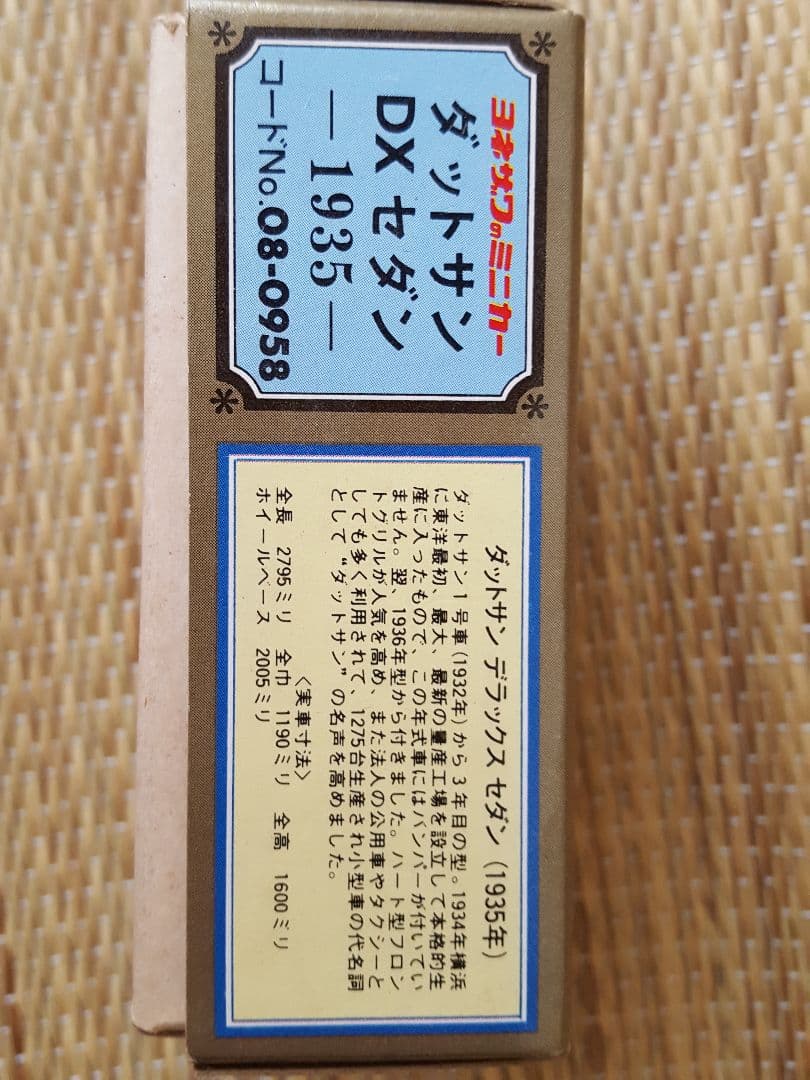 ヨネザワのミニカー
ダットサン
DX セダン
—1935—
コードNo.08-0958
ダットサン デラックス セダン (1935年)
ダットサン1号車(1932年)から3年目の型。1934年横浜
に東洋最初、最大、最新の量産工場を設立して本格的生
産に入ったもので、この年式車にはバンパーが付いてい
ません。翌、1936年型から付きました。ハート型フロン
トグリルが人気を高め、また法人の公用車やタクシーと
しても多く利用されて、1275台生産され小型車の代名詞
として“ダットサン”の名声を高めました。
〈実車寸法〉
全長 2795ミリ 全巾 1190ミリ 全高 1600ミリ
ホイールベース 2005ミリ